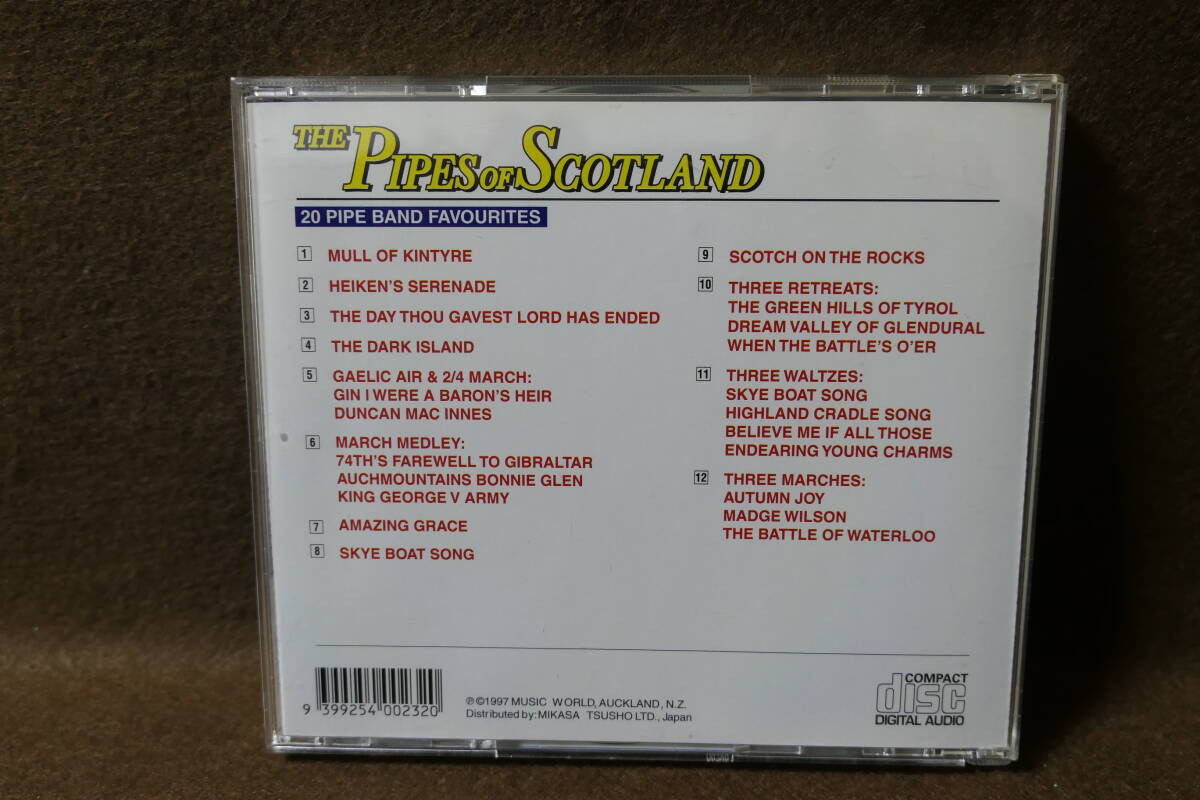 THE PIPES OF SCOTLAND
20 PIPE BAND FAVOURITES
1 MULL OF KINTYRE
2 HEIKEN'S SERENADE
3 THE DAY THOU GAVEST LORD HAS ENDED
4 THE DARK ISLAND
5 GAELIC AIR & 2/4 MARCH:
GIN I WERE A BARON'S HEIR
DUNCAN MAC INNES
6 MARCH MEDLEY:
74TH'S FAREWELL TO GIBRALTAR
AUCHMOUNTAINS BONNIE GLEN
KING GEORGE V ARMY
7 AMAZING GRACE
8 SKYE BOAT SONG
9 SCOTCH ON THE ROCKS
10 THREE RETREATS:
THE GREEN HILLS OF TYROL
DREAM VALLEY OF GLENDURAL
WHEN THE BATTLE'S O'ER
11 THREE WALTZES:
SKYE BOAT SONG
HIGHLAND CRADLE SONG
BELIEVE ME IF ALL THOSE
ENDEARING YOUNG CHARMS
12 THREE MARCHES:
AUTUMN JOY
MADGE WILSON
THE BATTLE OF WATERLOO
9 399254 002320
℗©1997 MUSIC WORLD, AUCKLAND, N.Z.
Distributed by: MIKASA TSUSHO LTD., Japan
COMPACT
disc
DIGITAL AUDIO